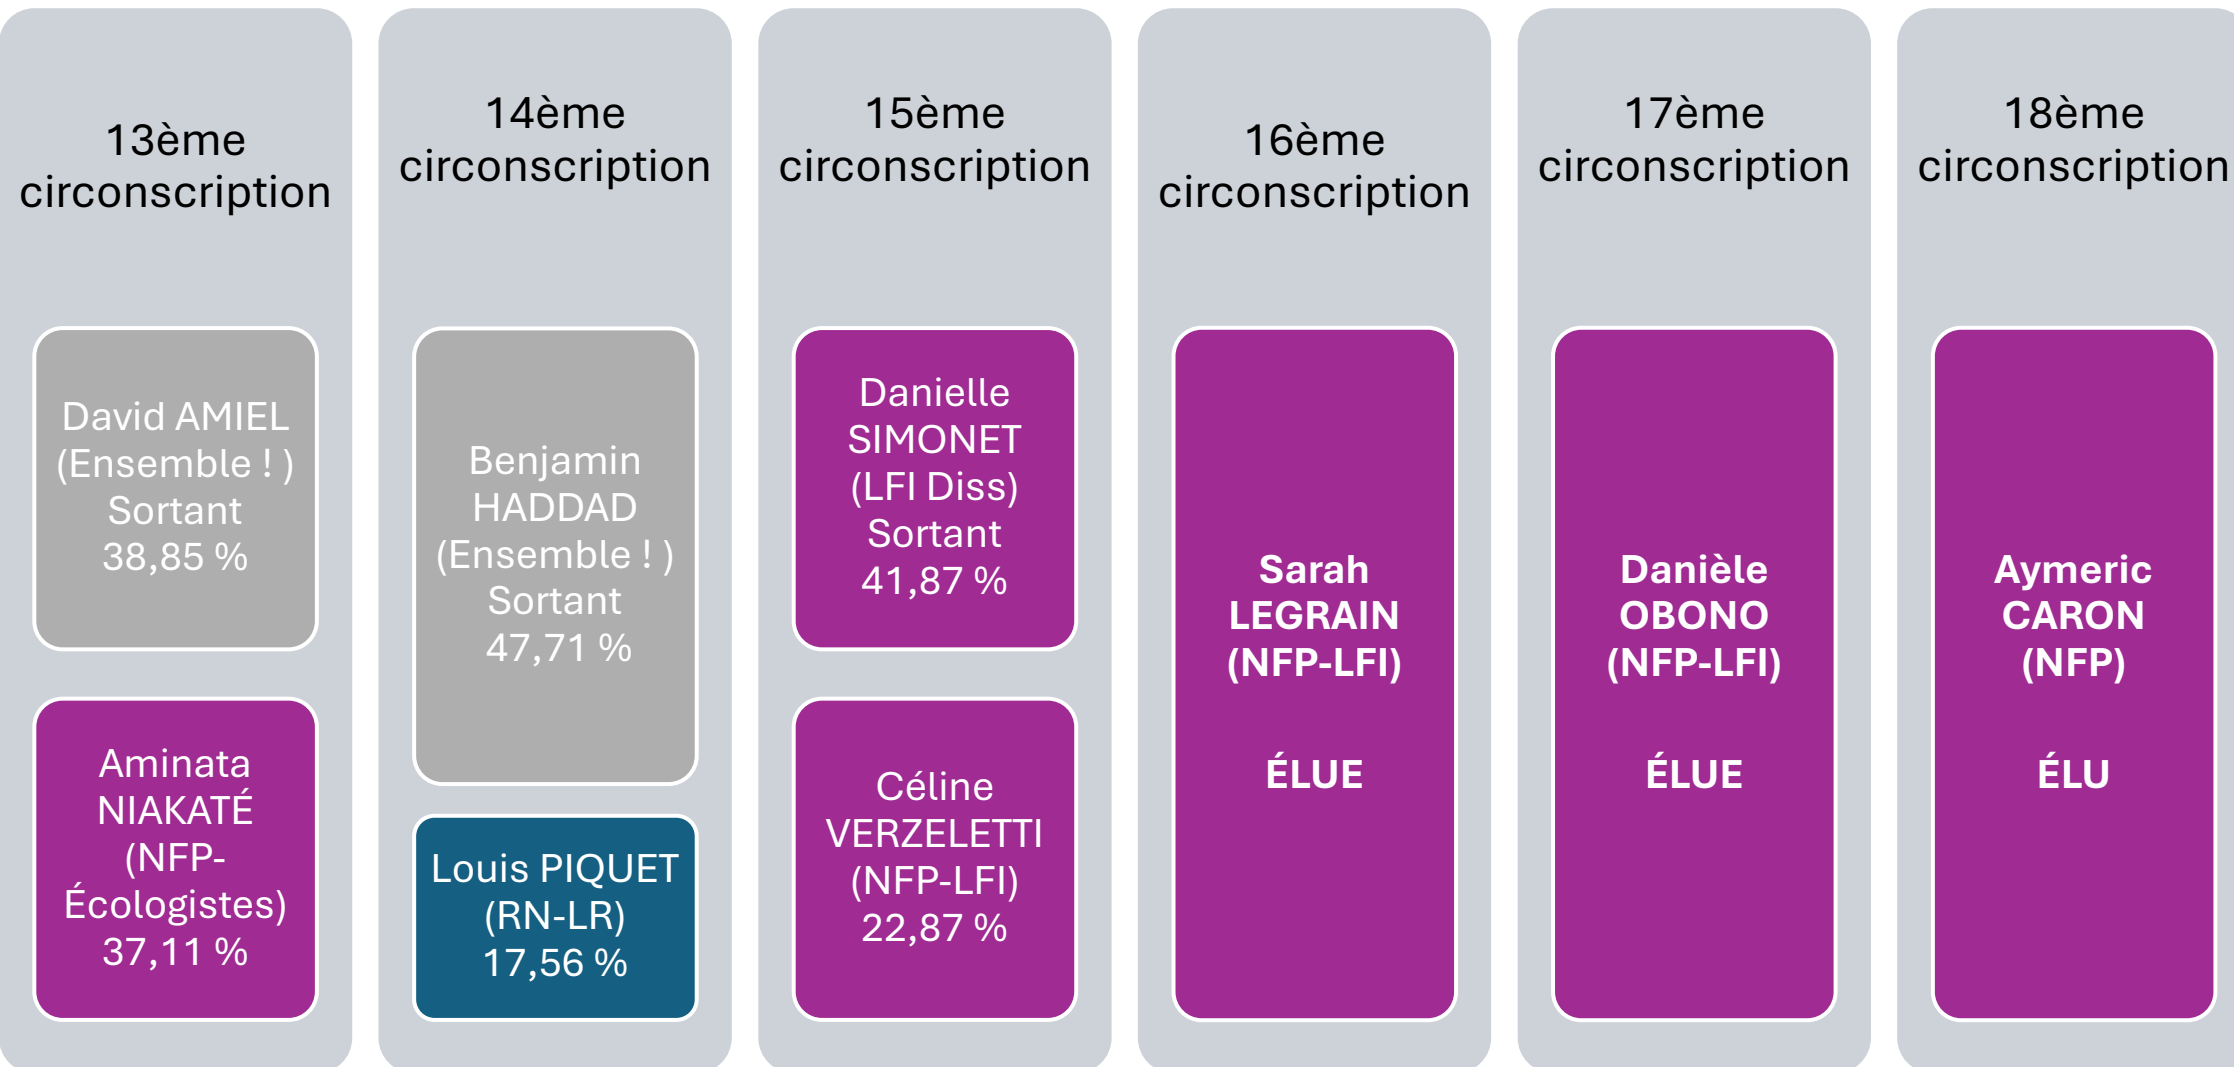 13ème
circonscription
David AMIEL
(Ensemble ! )
Sortant
38,85 %
Aminata
NIAKATÉ
(NFP-
Écologistes)
37,11 %
14ème
circonscription
Benjamin
HADDAD
(Ensemble ! )
Sortant
47,71 %
Louis PIQUET
(RN-LR)
17,56 %
15ème
circonscription
Danielle
SIMONET
(LFI Diss)
Sortant
41,87 %
Céline
VERZELETTI
(NFP-LFI)
22,87 %
16ème
circonscription
Sarah
LEGRAIN
(NFP-LFI)
ÉLUE
17ème
circonscription
Danièle
OBONO
(NFP-LFI)
ÉLUE
18ème
circonscription
Aymeric
CARON
(NFP)
ÉLU